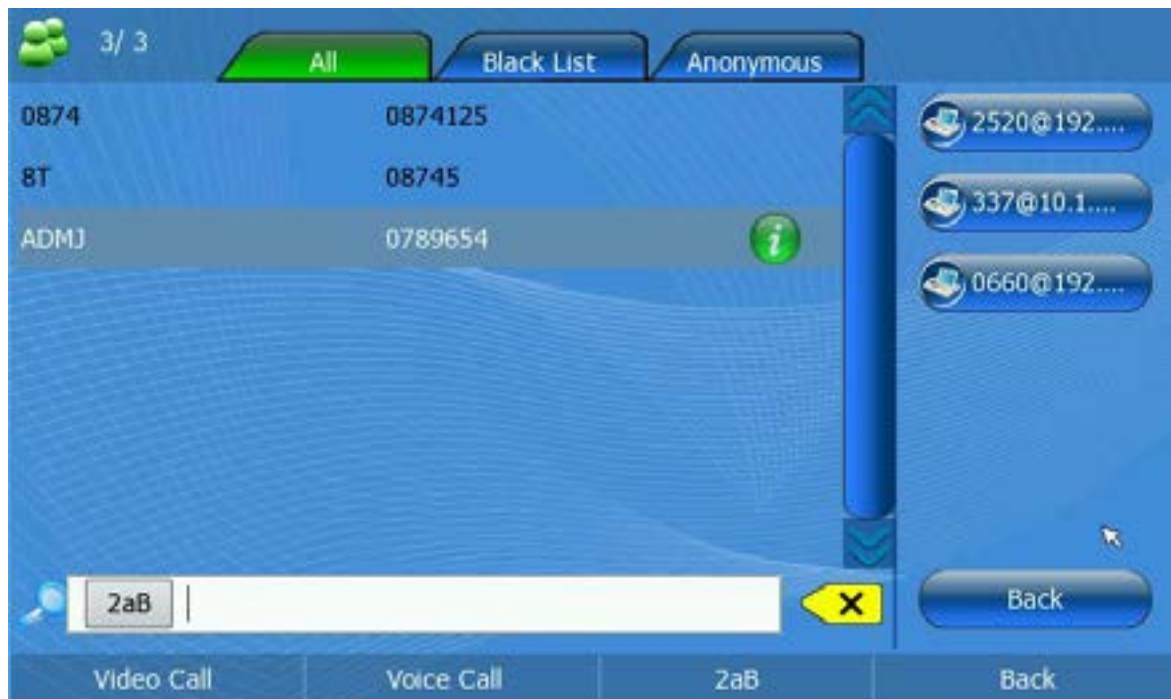 3/ 3
All
Black List
Anonymous
0874 0874125
8T 08745
ADMJ 0789654
i
2520@192....
337@10.1....
0660@192....
2aB
X
Back
Video Call
Voice Call
2aB
Back